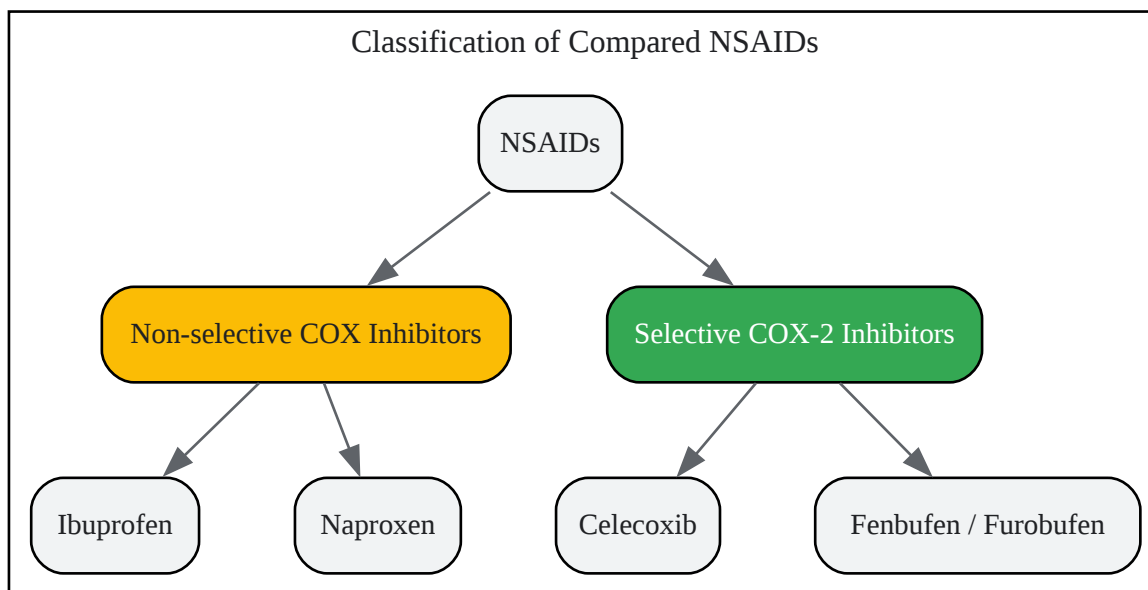 Classification of Compared NSAIDs
NSAIDs
Non-selective COX Inhibitors
Selective COX-2 Inhibitors
Ibuprofen
Naproxen
Celecoxib
Fenbufen / Furobufen